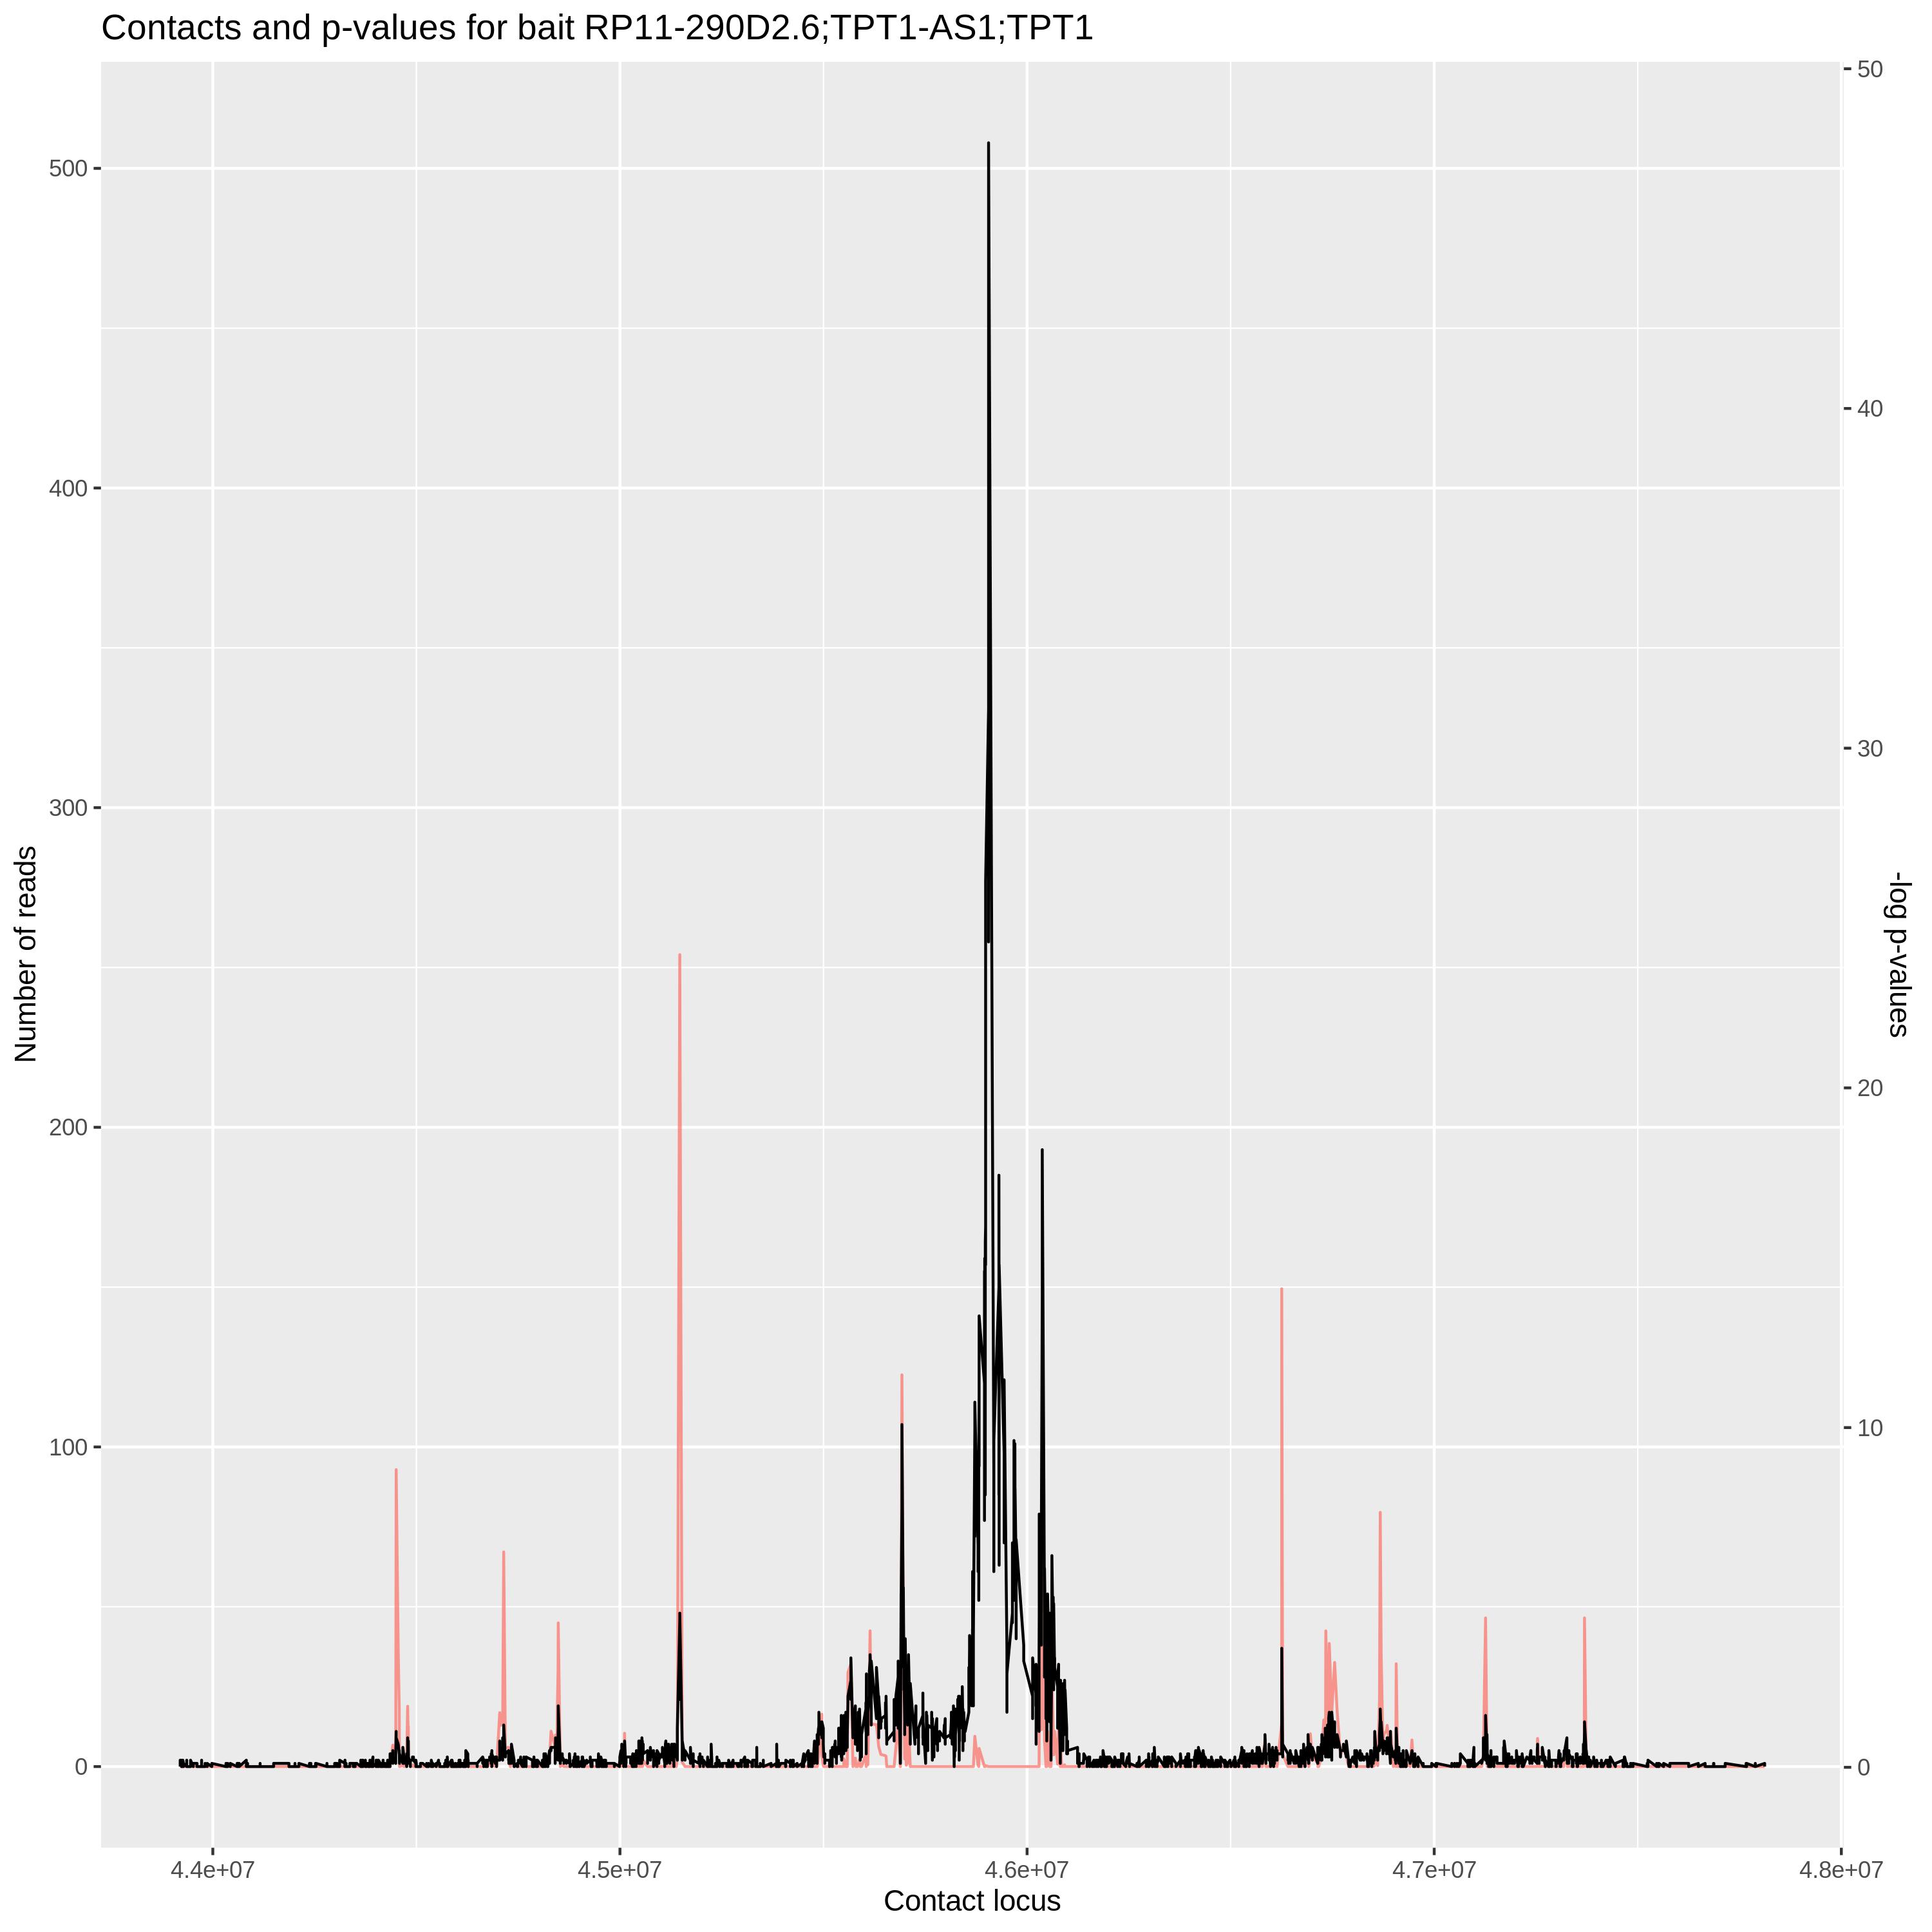 Contacts and p-values for bait RP11-290D2.6;TPT1-AS1;TPT1
50
500
40
400
30
300
Number of reads
-log p-values
20
200
10
100
0
0
4.4e+07
4.5e+07
4.6e+07
4.7e+07
4.8e+07
Contact locus